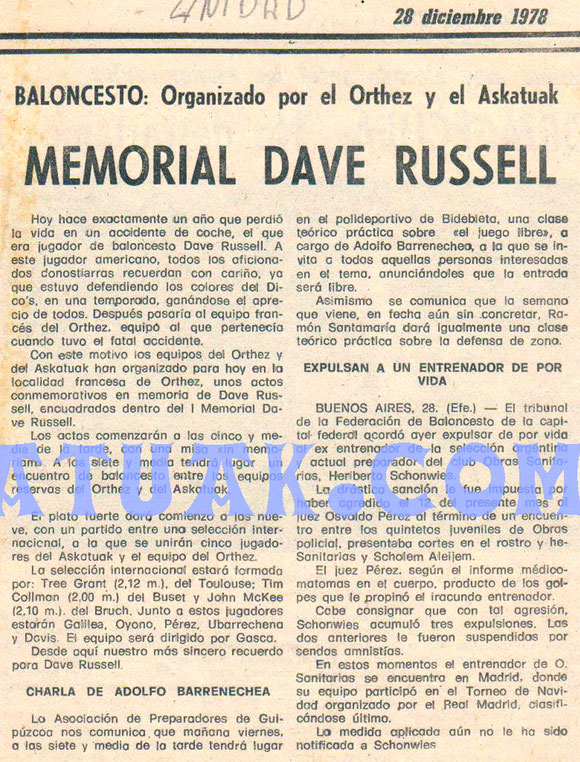 UNIDAD
28 diciembre 1978
BALONCESTO: Organizado por el Orthez y el Askatuak
MEMORIAL DAVE RUSSELL
Hoy hace exactamente un año que perdió
la vida en un accidente de coche, el que
era jugador de baloncesto Dave Russell. A
este jugador americano, todos los aficiona-
dos donostiarras recuerdan con cariño, ya
que estuvo defendiendo los colores del Di-
co's, en una temporada, ganándose el apre-
cio de todos. Después pasaría al equipo fran-
cés del Orthez. equipo al que pertenecía
cuando tuvo el fatal accidente.
Con este motivo los equipos del Orthez y
del Askatuak han organizado para hoy en la
localidad francesa de Orthez, unos actos
conmemorativos en memoria de Dave Rus-
sell, encuadrados dentro del I Memorial Da-
ve Russell.
Los actos comenzarán a las cinco y me-
dia de la tarde, con una misa «in memo-
riam». A las siete y media tendrá lugar
encuentro de baloncesto entre los equipos
reservas del Orthez y del Askatuak.
El plato fuerte dará comienzo a las nue-
ve, con un partido entre una selección inter-
nacional, a la que se unirán cinco jugado-
res del Askatuak y el equipo del Orthez.
La selección internacional estará formada
por: Tree Grant (2,12 m.), del Toulouse; Tim
Collman (2,00 m.) del Buset y John McKee
(2,10 m.) del Bruch. Junto a estos jugadores
estarán Galilea, Oyono, Pérez, Ubarrechena
y Davis. El equipo será dirigido por Gasca.
Desde aquí nuestro más sincero recuerdo
para Dave Russell.
CHARLA DE ADOLFO BARRENECHEA
Lo Asociación de Preparadores de Gui-
púzcoa nos comunica que mañana viernes,
a las siete y media de la tarde tendrá lugar
en el polideportivo de Bidebieta, una clase
teórico práctica sobre «el juego libre», a
cargo de Adolfo Barrenechea, a la que se in-
vita a todas aquellas personas interesadas
en el tema, anunciándoles que la entrada
será libre.
Asimismo se comunica que la semana
que viene, en fecha aún sin concretar, Ra-
món Santamaría dará igualmente una clase
teórico práctica sobre la defensa de zona.
EXPULSAN A UN ENTRENADOR DE POR
VIDA
BUENOS AIRES, 28. (Efe.) — El tribunal
de la Federación de Baloncesto de la capi-
tal federal acordó ayer expulsar de por vida
ex entrenador de la selección argentina
actual preparador del club Obras Sanita-
rias, Heriber Schonwies.
La drástica sanción le fue impuesta por
haber agredido el 12 del presente mes al
juez Osvaldo Pérez al término de un encuen-
tro entre los quintetos juveniles de Obras
policial, presentaba cortes en el rostro y he-
Sanitarias y Scholem Aleijem.
El juez Pérez. según el informe médico-
matomas en el cuerpo, producto de los gol-
pes que le propinó el iracundo entrenador.
Cabe consignar que con tal agresión,
Schonwies acumuló tres expulsiones. Las
dos anteriores le fueron suspendidas por
sendas amnistías.
En estos momentos el entrenador de O.
Sanitarias se encuentra en Madrid, donde
su equipo participó en el Torneo de Navi-
dad organizado por el Real Madrid, clasifi-
cándose último.
La medida aplicada aún no le ha sido
notificada a Schonwies
ATUAK.COM